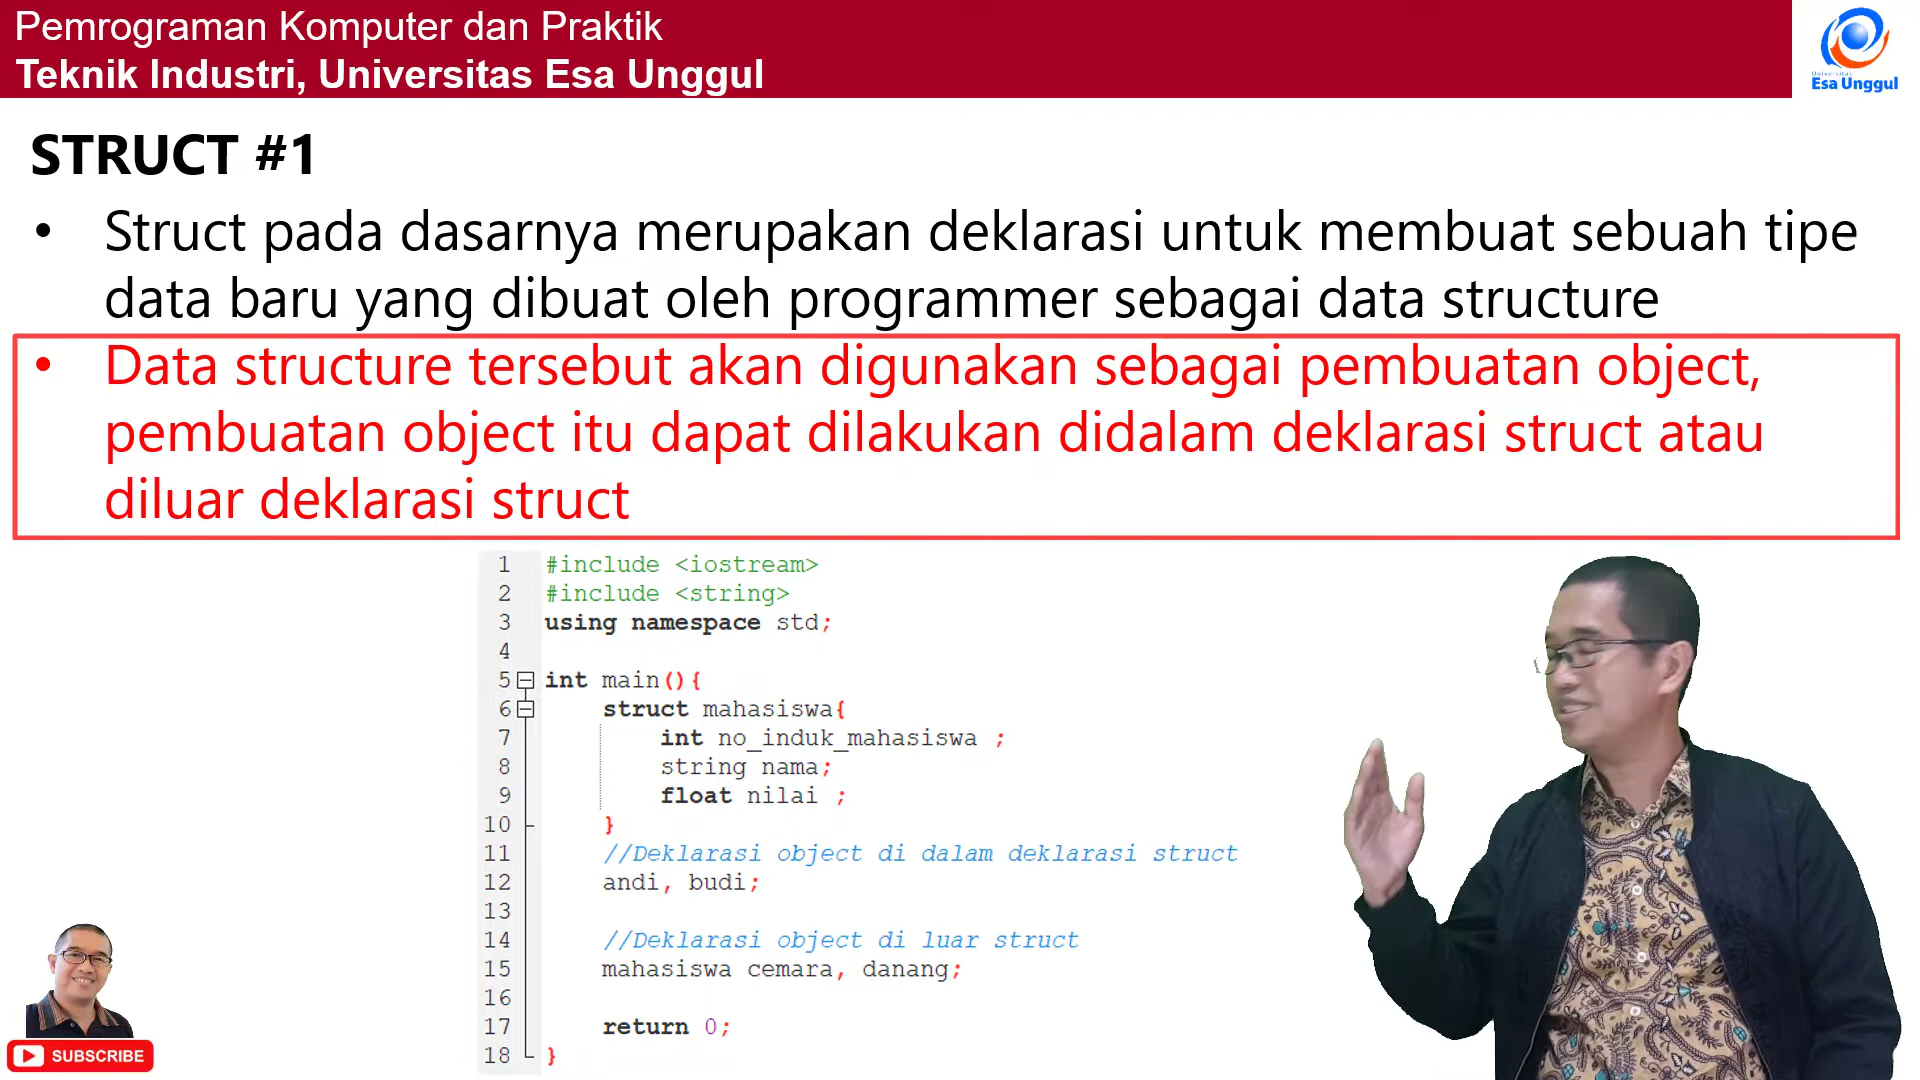 Pemrograman Komputer dan Praktik
Teknik Industri, Universitas Esa Unggul
Universitas
Esa Unggul
STRUCT #1
• Struct pada dasarnya merupakan deklarasi untuk membuat sebuah tipe
data baru yang dibuat oleh programmer sebagai data structure
• Data structure tersebut akan digunakan sebagai pembuatan object,
pembuatan object itu dapat dilakukan didalam deklarasi struct atau
diluar deklarasi struct
1 #include <iostream>
2 #include <string>
3 using namespace std;
4
5 int main(){
6 struct mahasiswa{
7 int no_induk_mahasiswa ;
8 string nama;
9 float nilai ;
10 }
11 //Deklarasi object di dalam deklarasi struct
12 andi, budi;
13
14 //Deklarasi object di luar struct
15 mahasiswa cemara, danang;
16
17 return 0;
18 }
SUBSCRIBE